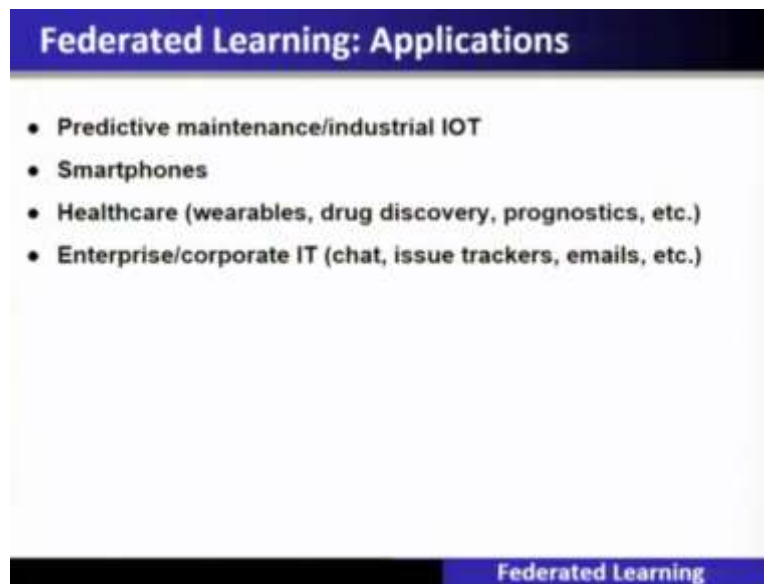 Federated Learning: Applications
• Predictive maintenance/industrial IOT
• Smartphones
• Healthcare (wearables, drug discovery, prognostics, etc.)
• Enterprise/corporate IT (chat, issue trackers, emails, etc.)
Federated Learning